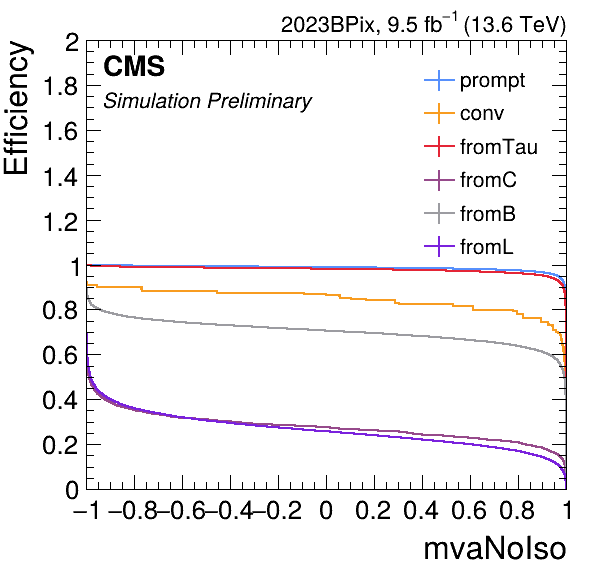 2023BPix, 9.5 fb⁻¹ (13.6 TeV)
CMS
Simulation Preliminary
prompt
conv
fromTau
fromC
fromB
fromL
Efficiency
2
1.8
1.6
1.4
1.2
1
0.8
0.6
0.4
0.2
0
−1 −0.8 −0.6 −0.4 −0.2 0 0.2 0.4 0.6 0.8 1
mvaNoIso